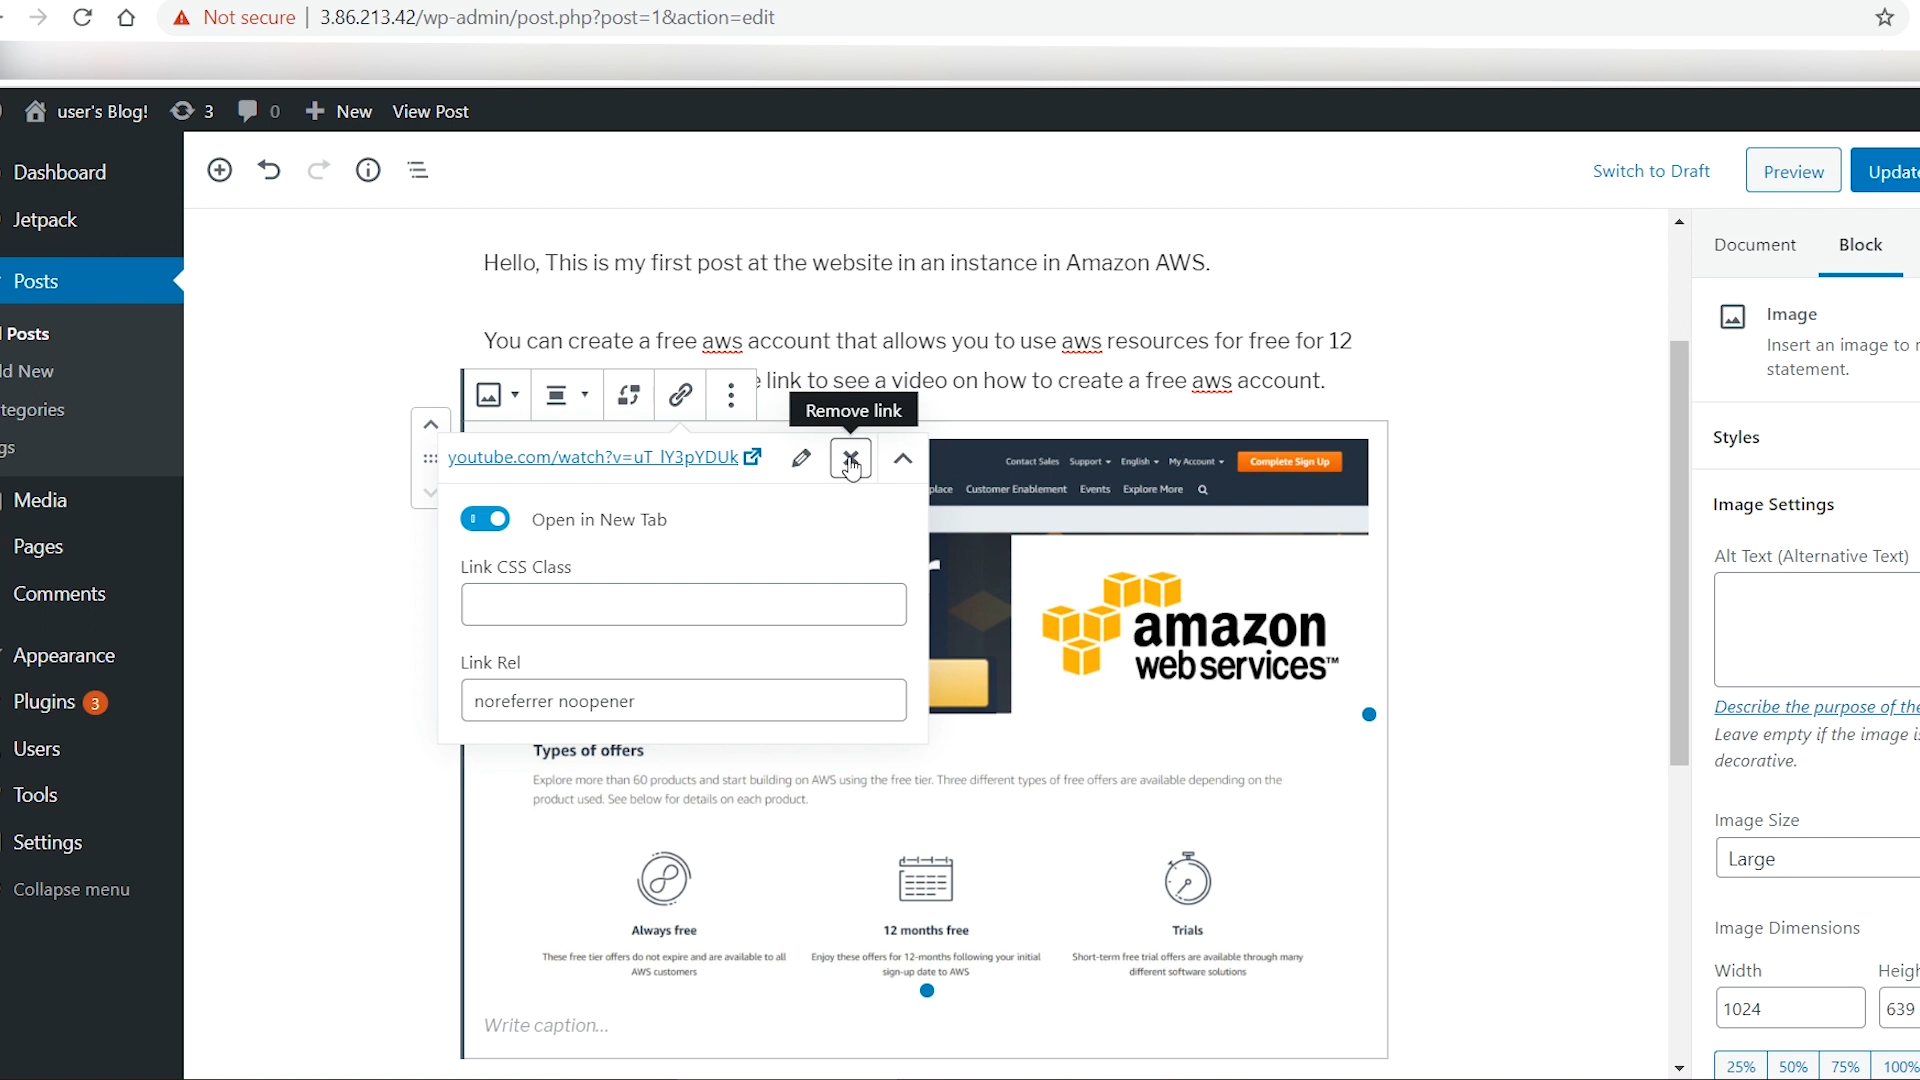 Not secure | 3.86.213.42/wp-admin/post.php?post=1&action=edit
user's Blog! 3 0 New View Post
Dashboard
Jetpack
Posts
Posts
d New
tegories
gs
Media
Pages
Comments
Appearance
Plugins 3
Users
Tools
Settings
Collapse menu
Switch to Draft Preview Update
Hello, This is my first post at the website in an instance in Amazon AWS.
You can create a free aws account that allows you to use aws resources for free for 12
link to see a video on how to create a free aws account.
Remove link
youtube.com/watch?v=uT_lY3pYDUk
Open in New Tab
Link CSS Class
Link Rel
noreferrer noopener
Contact Sales Support English My Account Complete Sign Up
place Customer Enablement Events Explore More
amazon
web services™
Types of offers
Explore more than 60 products and start building on AWS using the free tier. Three different types of free offers are available depending on the
product used. See below for details on each product.
Always free
These free tier offers do not expire and are available to all
AWS customers
12 months free
Enjoy these offers for 12-months following your initial
sign-up date to AWS
Trials
Short-term free trial offers are available through many
different software solutions
Write caption...
Document Block
Image
Insert an image to
statement.
Styles
Image Settings
Alt Text (Alternative Text)
Describe the purpose of the
Leave empty if the image is
decorative.
Image Size
Large
Image Dimensions
Width Heigh
1024 639
25% 50% 75% 100%